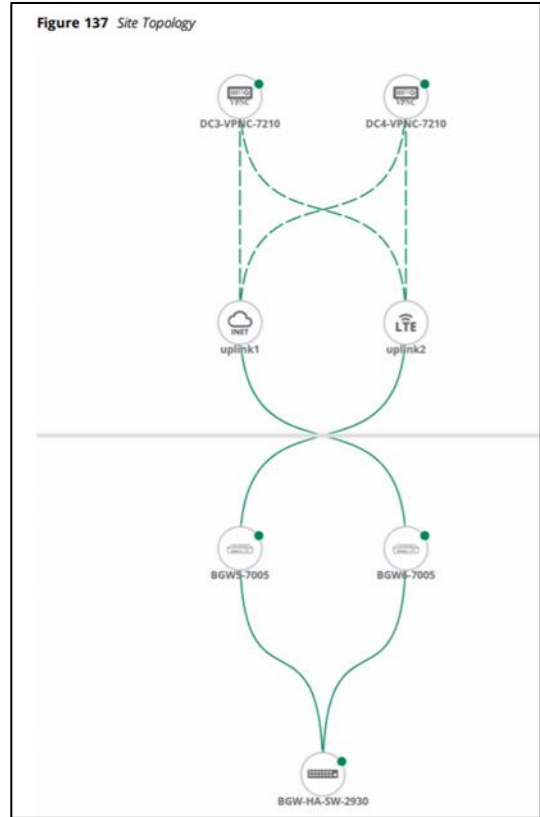 Figure 137 Site Topology
VPNC
VPNC
DC3-VPNC-7210
DC4-VPNC-7210
INET
LTE
uplink1
uplink2
BGW5-7005
BGW6-7005
BGW-HA-SW-2930